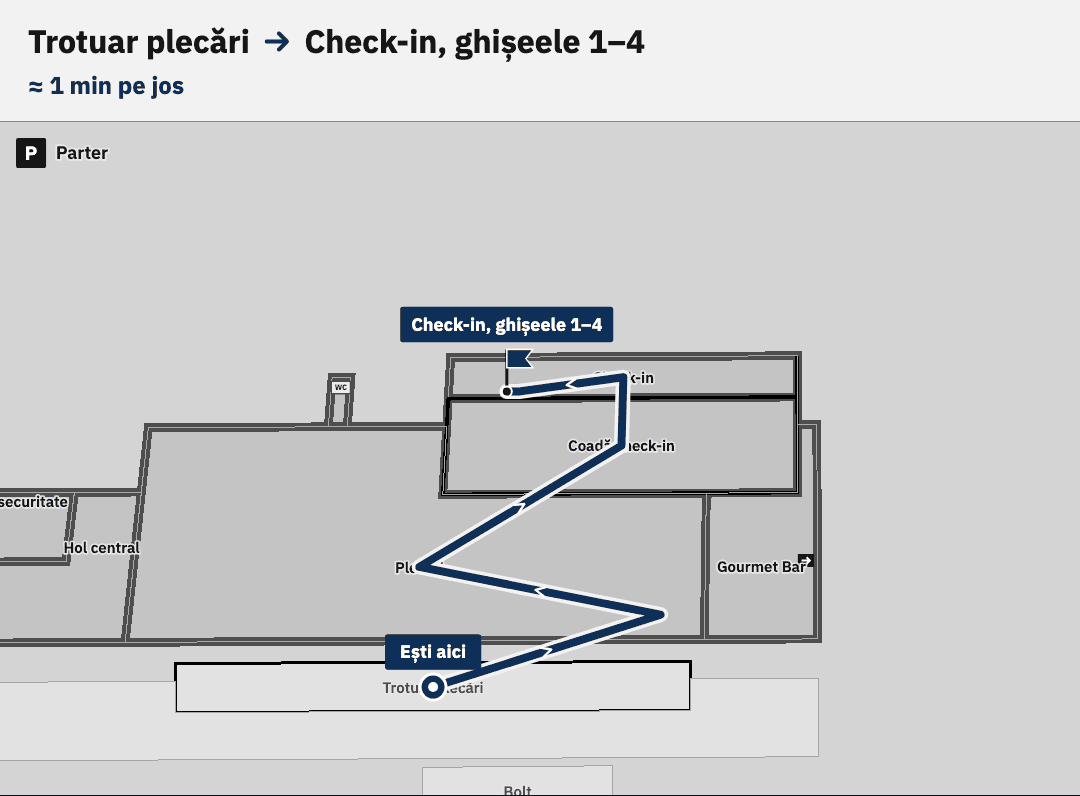 Trotuar plecări → Check-in, ghișeele 1–4
≈ 1 min pe jos
P Parter
Check-in, ghișeele 1–4
WC
securitate
Hol central
Gourmet Bar
Ești aici
Bolt